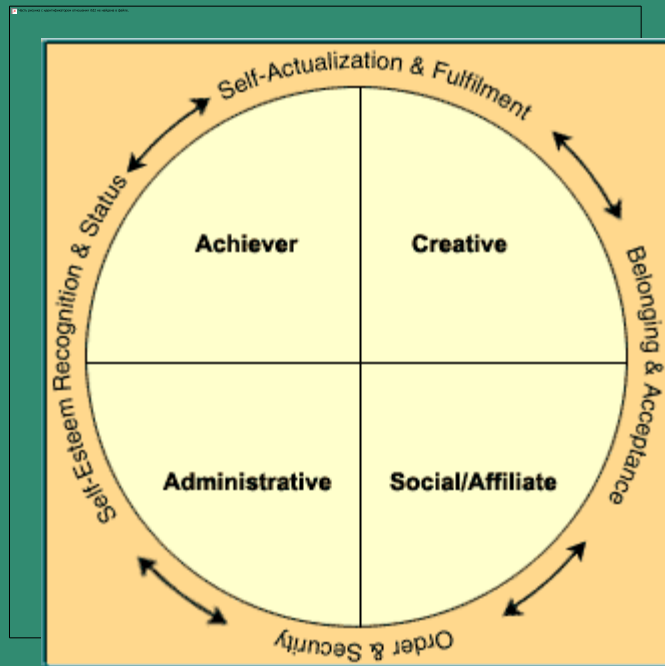 Self-Actualization & Fulfilment
Self-Esteem Recognition & Status
Belonging & Acceptance
Achiever
Creative
Administrative
Social/Affiliate
Order & Security